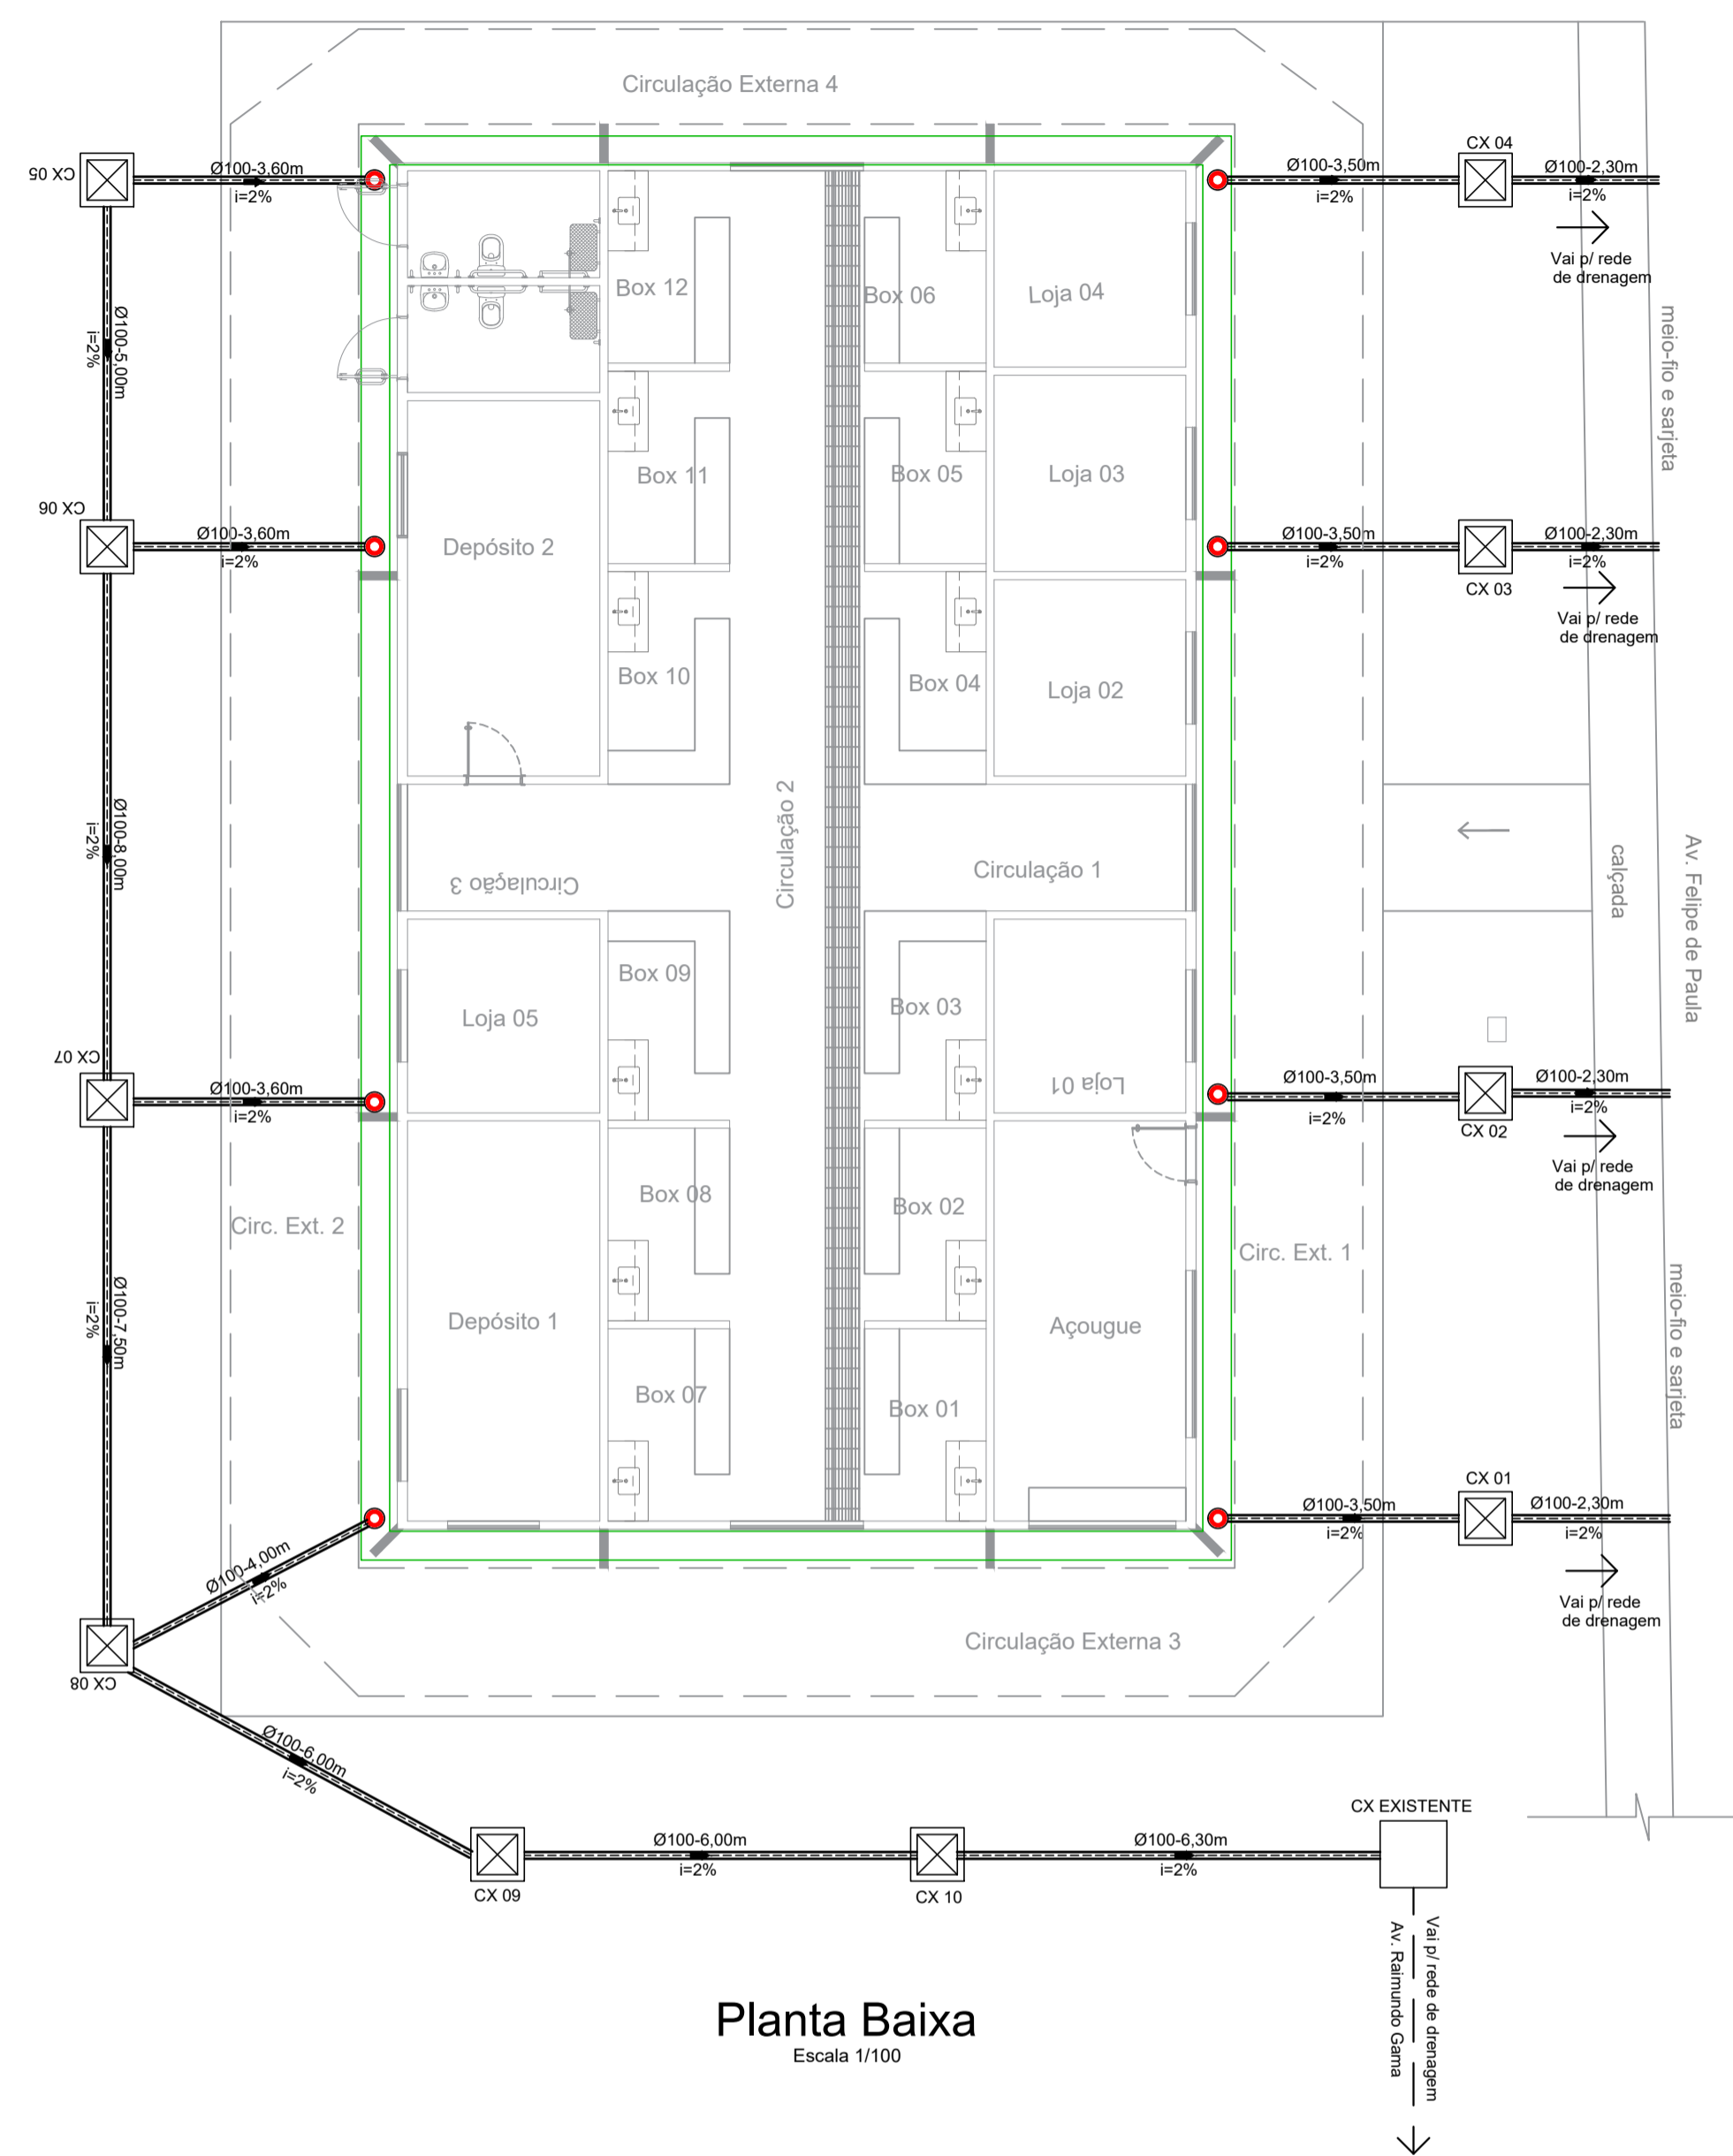 Circulação Externa 4
CX 05
Ø100-3,60m
i=2%
Ø100-3,50m
i=2%
CX 04
Ø100-2,30m
i=2%
Vai p/ rede
de drenagem
Box 12
Box 06
Loja 04
Ø100-5,00m
i=2%
meio-fio e sarjeta
CX 06
Ø100-3,60m
i=2%
Depósito 2
Box 11
Box 05
Loja 03
Ø100-3,50m
i=2%
CX 03
Ø100-2,30m
i=2%
Vai p/ rede
de drenagem
Box 10
Box 04
Loja 02
Ø100-8,00m
i=2%
Circulação 3
Circulação 2
Circulação 1
calçada
Av. Felipe de Paula
Loja 05
Box 09
Box 03
Loja 01
CX 07
Ø100-3,60m
i=2%
Ø100-3,50m
i=2%
CX 02
Ø100-2,30m
i=2%
Vai p/ rede
de drenagem
Circ. Ext. 2
Box 08
Box 02
Circ. Ext. 1
Ø100-7,50m
i=2%
Depósito 1
Box 07
Box 01
Açougue
meio-fio e sarjeta
Ø100-3,50m
i=2%
CX 01
Ø100-2,30m
i=2%
Vai p/ rede
de drenagem
Ø100-4,00m
i=2%
CX 08
Circulação Externa 3
Ø100-6,00m
i=2%
CX 09
Ø100-6,00m
i=2%
CX 10
Ø100-6,30m
i=2%
CX EXISTENTE
Vai p/ rede de drenagem
Av. Raimundo Gama
Planta Baixa
Escala 1/100